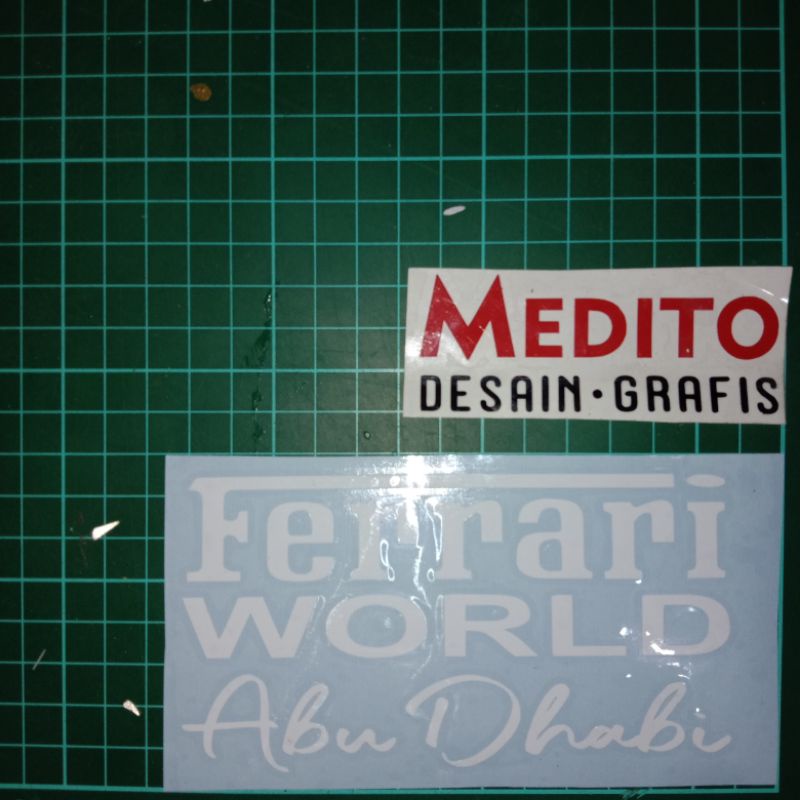 MEDITO
DESAIN•GRAFIS
Ferrari
WORLD
Abu Dhabi